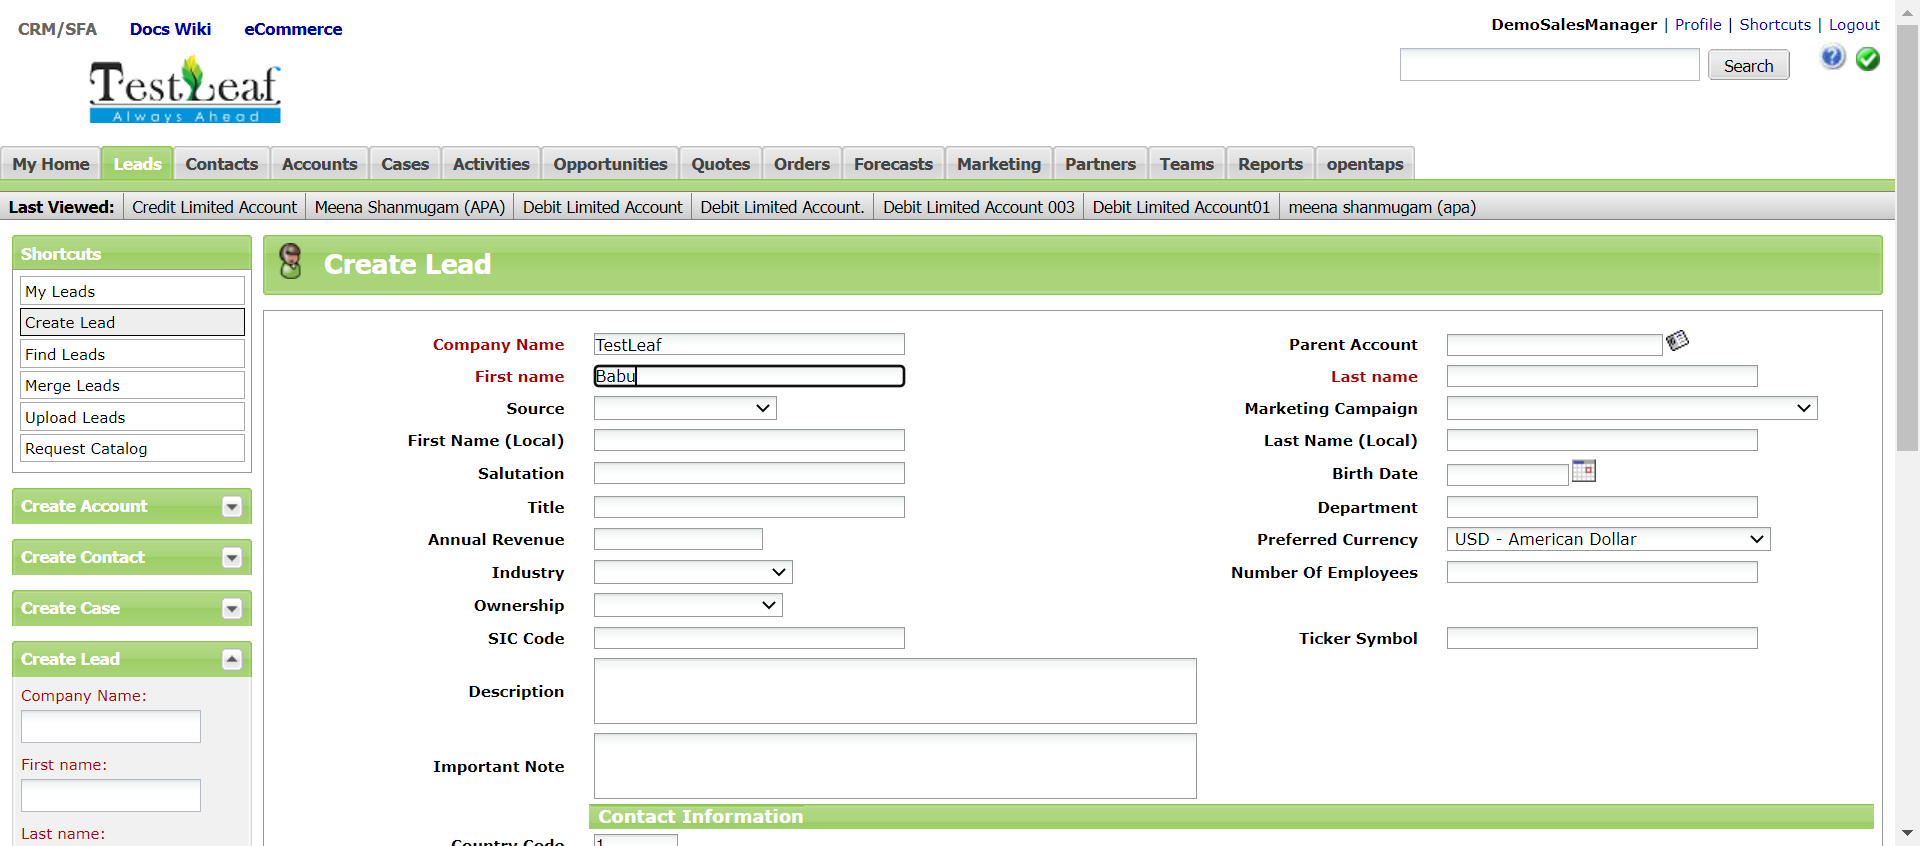 CRM/SFA Docs Wiki eCommerce
DemoSalesManager | Profile | Shortcuts | Logout
Search
TestLeaf
Always Ahead
My Home Leads Contacts Accounts Cases Activities Opportunities Quotes Orders Forecasts Marketing Partners Teams Reports opentaps
Last Viewed: Credit Limited Account Meena Shanmugam (APA) Debit Limited Account Debit Limited Account. Debit Limited Account 003 Debit Limited Account01 meena shanmugam (apa)
Shortcuts
My Leads
Create Lead
Find Leads
Merge Leads
Upload Leads
Request Catalog
Create Account
Create Contact
Create Case
Create Lead
Company Name:
First name:
Last name:
Create Lead
Company Name TestLeaf Parent Account
First name Babu Last name
Source Marketing Campaign
First Name (Local) Last Name (Local)
Salutation Birth Date
Title Department
Annual Revenue Preferred Currency USD - American Dollar
Industry Number Of Employees
Ownership
SIC Code Ticker Symbol
Description
Important Note
Contact Information
Country Code 1